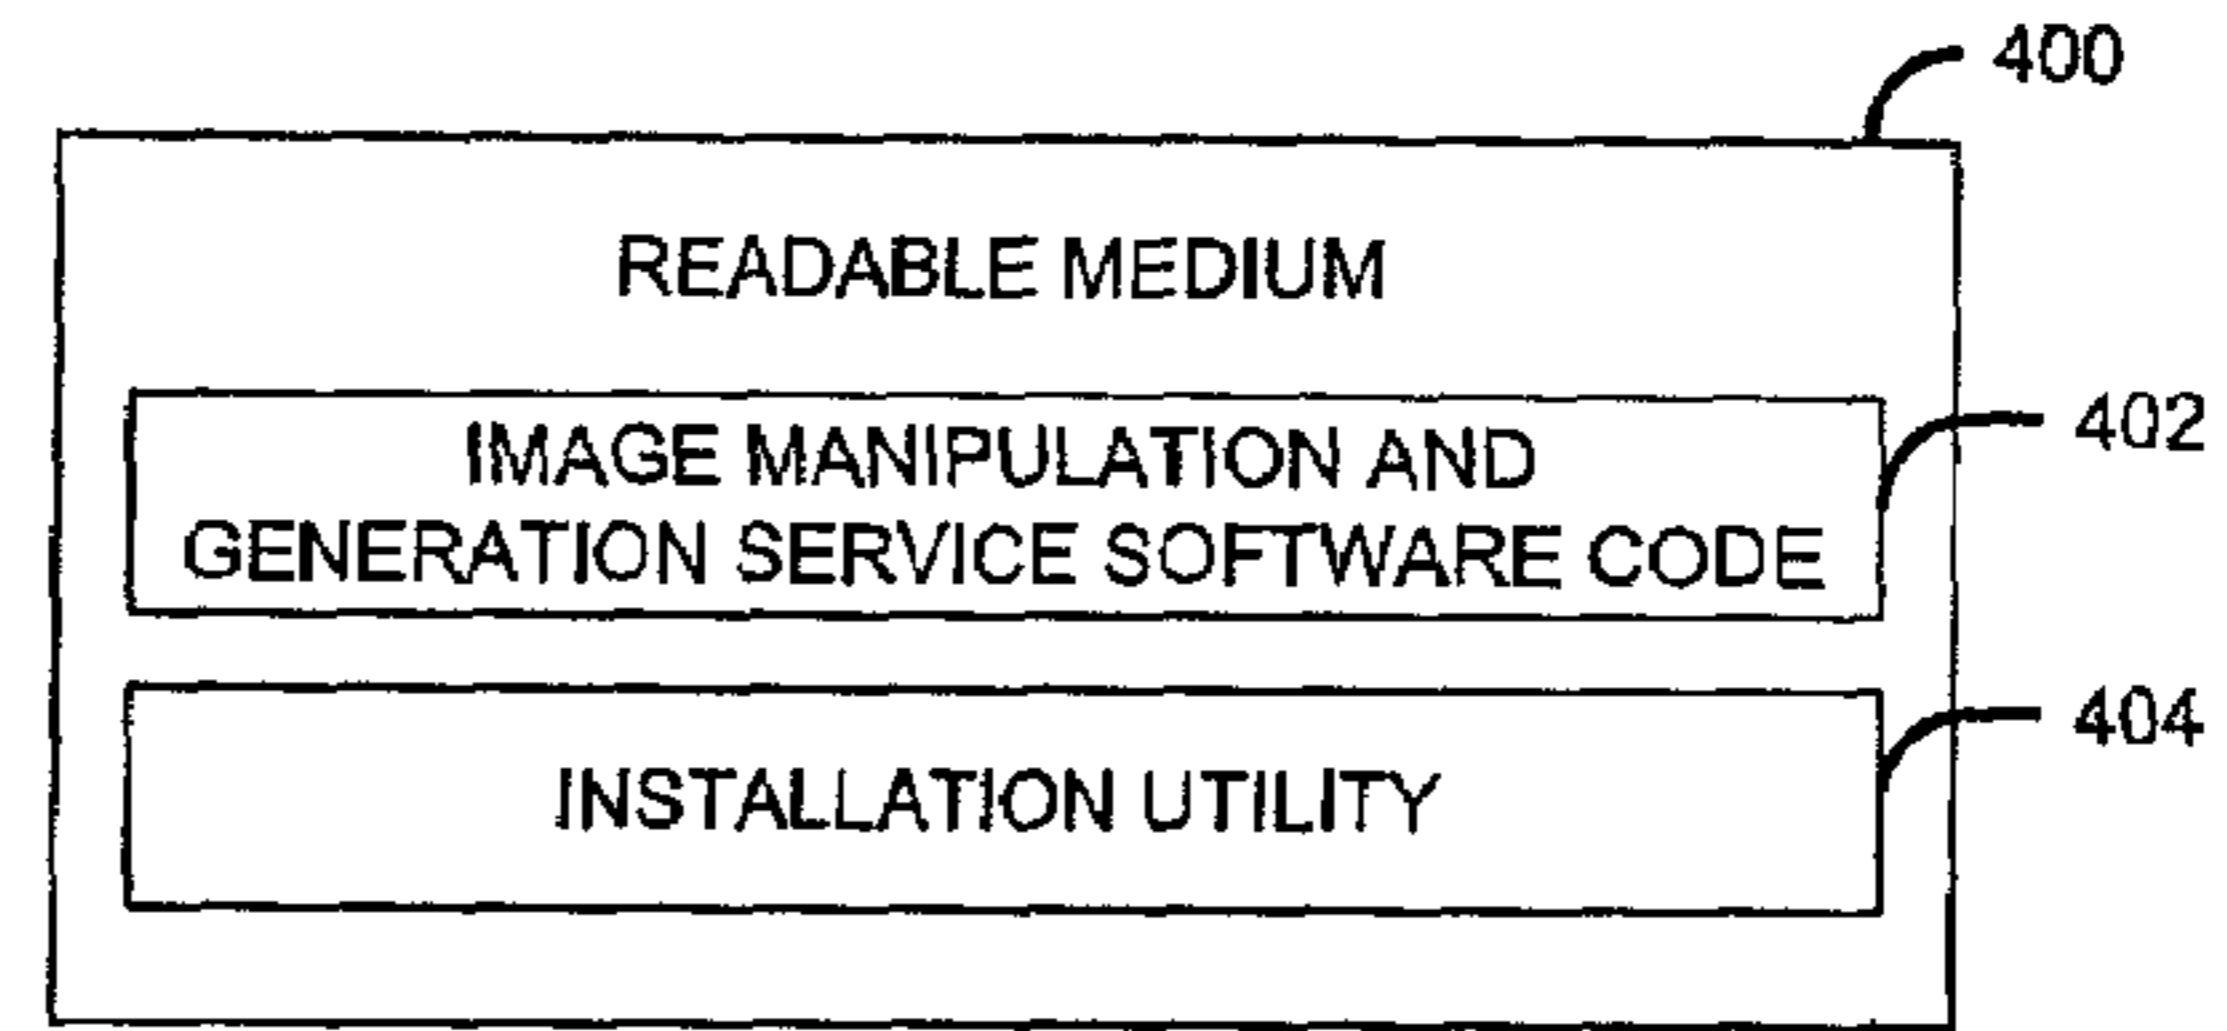 400
READABLE MEDIUM
IMAGE MANIPULATION AND
GENERATION SERVICE SOFTWARE CODE
402
INSTALLATION UTILITY
404